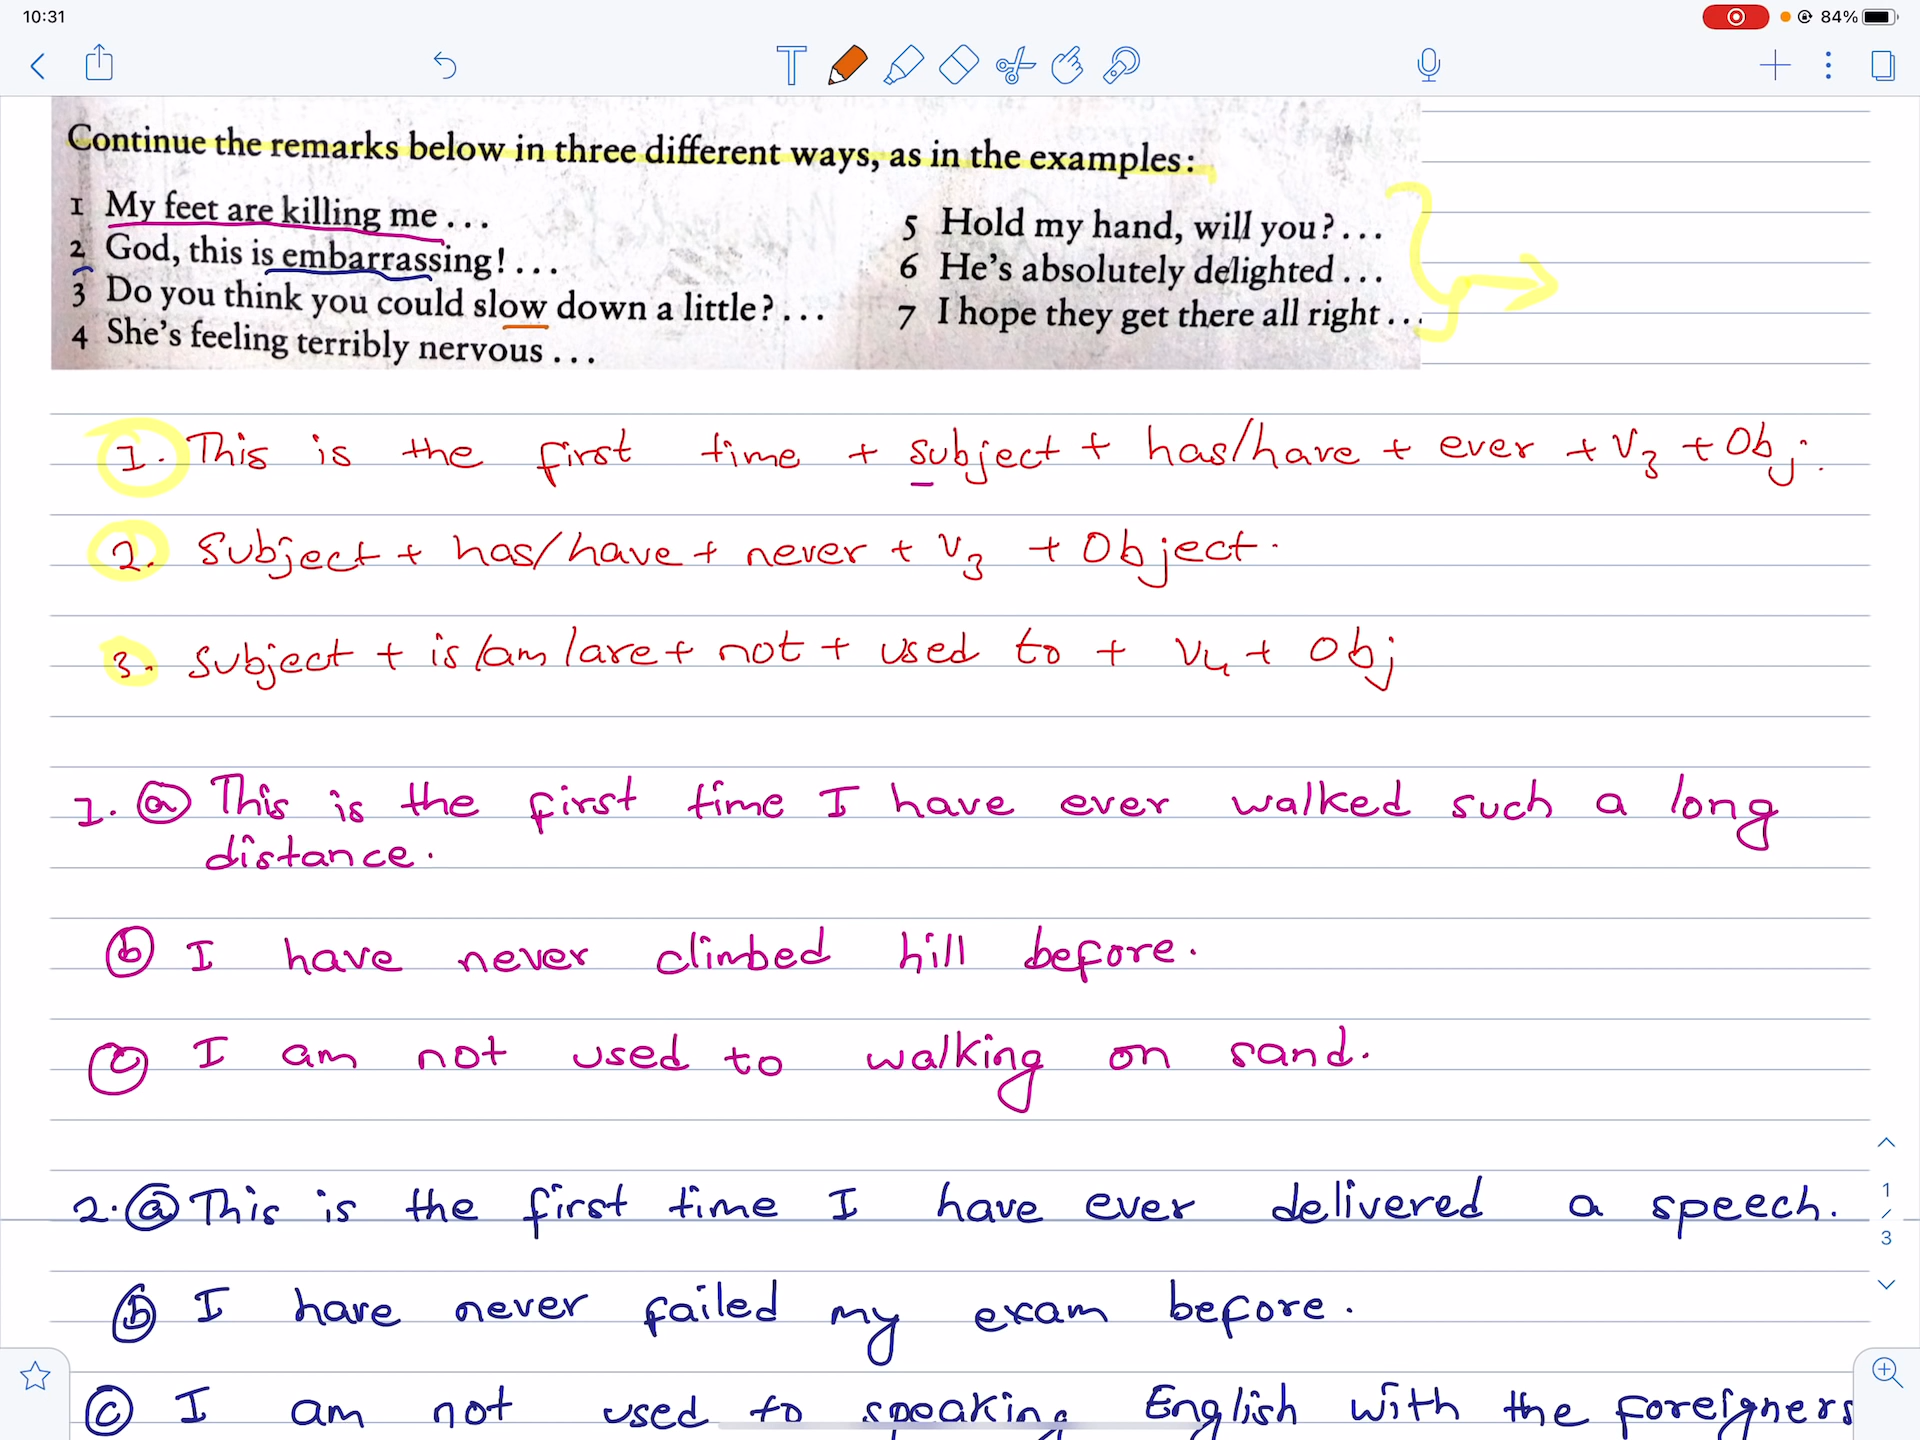 10:31
84%
Continue the remarks below in three different ways, as in the examples:
1 My feet are killing me ...
2 God, this is embarrassing! ...
3 Do you think you could slow down a little? ...
4 She's feeling terribly nervous ...
5 Hold my hand, will you? ...
6 He's absolutely delighted ...
7 I hope they get there all right ...
1. This is the first time + subject + has/have + ever + V3 + Obj.
2. Subject + has/have + never + V3 + Object.
3. Subject + is/am/are + not + used to + V4 + Obj
1. a This is the first time I have ever walked such a long
distance.
b I have never climbed hill before.
c I am not used to walking on sand.
2. a This is the first time I have ever delivered a speech.
b I have never failed my exam before.
c I am not used to speaking English with the foreigners
1
/
3